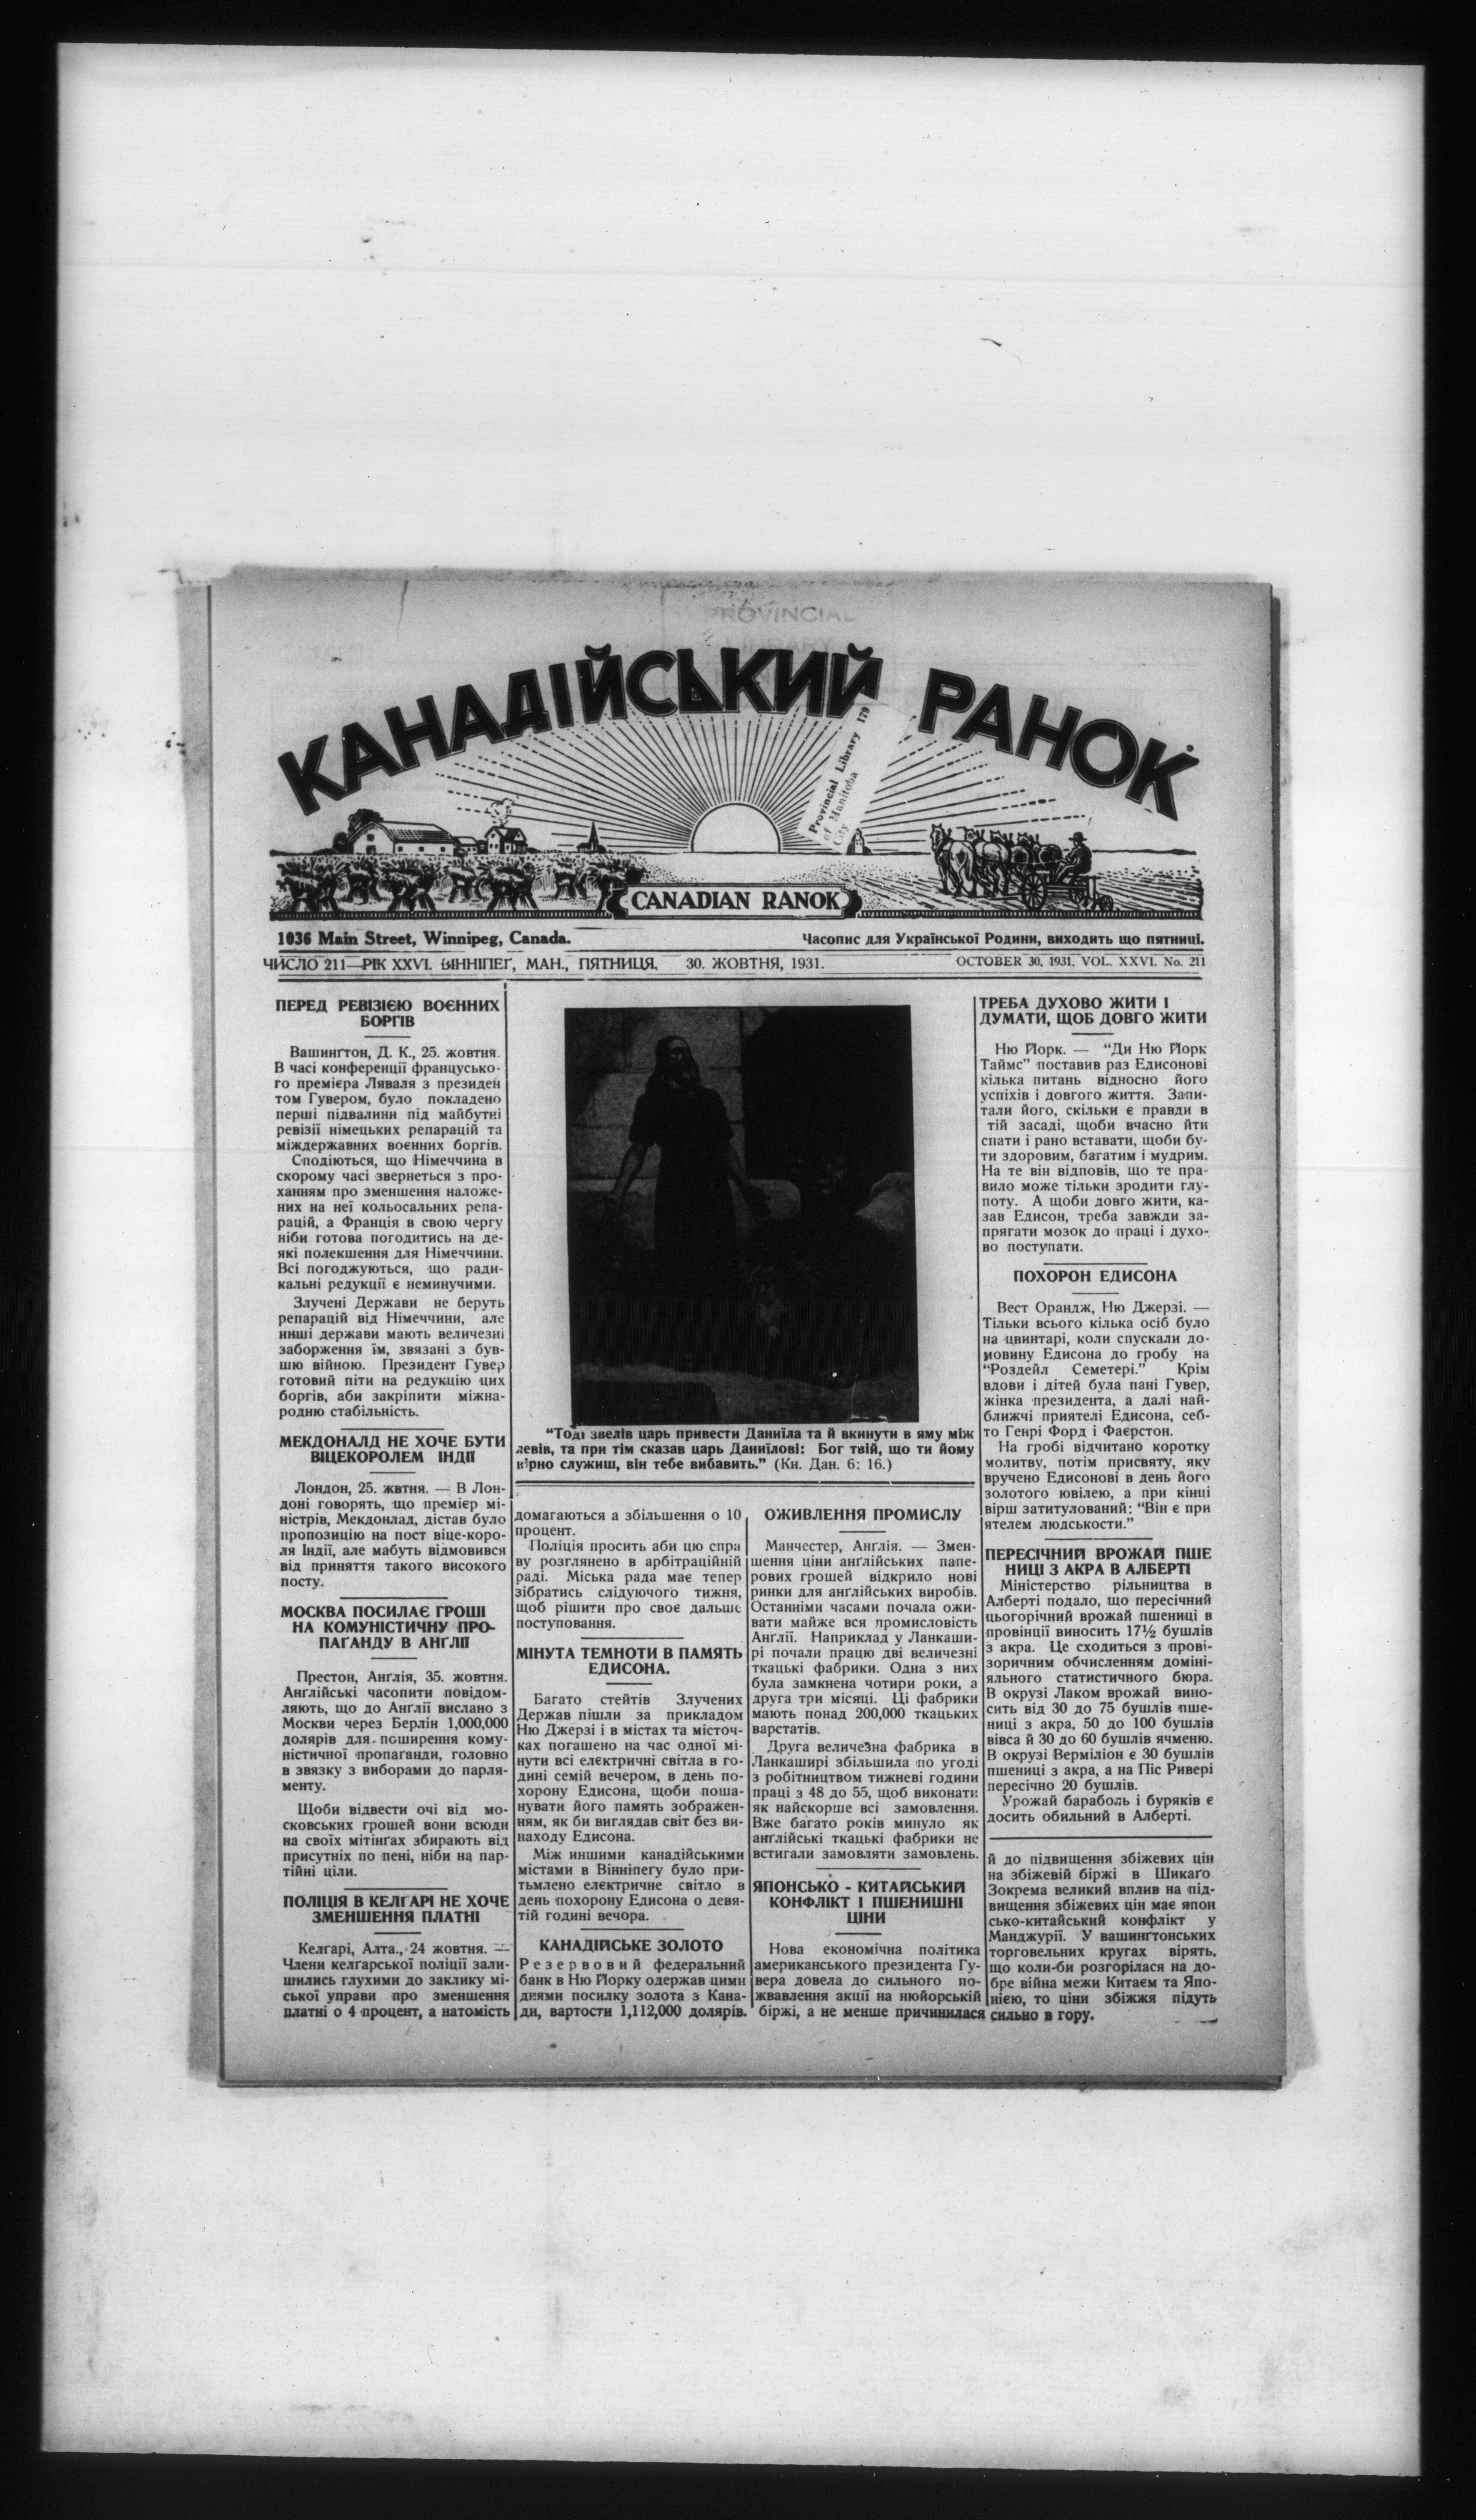 PROVINCIAL
LIBRARY
КАНАДІЙСЬКИЙ РАНОК
Provincial Library 179
of Manitoba
City
CANADIAN RANOK
1036 Main Street, Winnipeg, Canada.
Часопис для Української Родини, виходить що пятниці.
ЧИСЛО 211—РІК XXVI. ВІННІПЕҐ, МАН., ПЯТНИЦЯ, 30. ЖОВТНЯ, 1931.
OCTOBER 30, 1931. VOL. XXVI. No. 211
ПЕРЕД РЕВІЗІЄЮ ВОЄННИХ
БОРГІВ
Вашинґтон, Д. К., 25. жовтня.
В часі конференції французько-
го премієра Ляваля з президен
том Гувером, було покладено
перші підвалини під майбутні
ревізії німецьких репарацій та
міждержавних воєнних боргів.
Сподіються, що Німеччина в
скорому часі звернеться з про-
ханням про зменшення наложе-
них на неї кольосальних репа-
рацій, а Франція в свою чергу
ніби готова погодитись на де-
які полекшення для Німеччини.
Всі погоджуються, що ради-
кальні редукції є неминучими.
Злучені Держави не беруть
репарацій від Німеччини, але
инші держави мають величезні
заборження їм, звязані з був-
шю війною. Президент Гувер
готовий піти на редукцію цих
боргів, аби закріпити міжна-
родню стабільність.
МЕКДОНАЛД НЕ ХОЧЕ БУТИ
ВІЦЕКОРОЛЕМ ІНДІЇ
Лондон, 25. жвтня. — В Лон-
доні говорять, що премієр мі-
ністрів, Мекдонлад, дістав було
пропозицію на пост віце-коро-
ля Індії, але мабуть відмовився
від приняття такого високого
посту.
МОСКВА ПОСИЛАЄ ГРОШІ
НА КОМУНІСТИЧНУ ПРО-
ПАҐАНДУ В АНГЛІЇ
Престон, Анґлія, 35. жовтня.
Анґлійські часопити повідом-
ляють, що до Анґлії вислано з
Москви через Берлін 1,000,000
долярів для поширення кому-
ністичної пропаґанди, головно
в звязку з виборами до парля-
менту.
Щоби відвести очі від мо-
сковських грошей вони всюди
на своїх мітінґах збирають від
присутніх по пені, ніби на пар-
тійні ціли.
ПОЛІЦІЯ В КЕЛҐАРІ НЕ ХОЧЕ
ЗМЕНШЕННЯ ПЛАТНІ
Келґарі, Алта., 24 жовтня. —
Члени келґарської поліції зали-
шились глухими до заклику мі-
ської управи про зменшення
платні о 4 процент, а натомість
“Тоді звелів царь привести Даниїла та й вкинути в яму між
левів, та при тім сказав царь Даниїлові: Бог твій, що ти йому
вірно служиш, він тебе вибавить.” (Кн. Дан. 6: 16.)
домагаються а збільшення о 10
процент.
Поліція просить аби цю спра
ву розглянено в арбітраційній
раді. Міська рада має тепер
зібратись слідуючого тижня,
щоб рішити про своє дальше
поступовання.
МІНУТА ТЕМНОТИ В ПАМЯТЬ
ЕДИСОНА.
Багато стейтів Злучених
Держав пішли за прикладом
Ню Джерзі і в містах та місточ-
ках погашено на час одної мі-
нути всі електричні світла в го-
дині семій вечером, в день по-
хорону Едисона, щоби поша-
нувати його память зображен-
ням, як би виглядав світ без ви-
находу Едисона.
Між иншими канадійськими
містами в Вінніпегу було при-
тьмлено електричне світло в
день похорону Едисона о девя-
тій годині вечора.
КАНАДІЙСЬКЕ ЗОЛОТО
Резервовий федеральний
банк в Ню Йорку одержав цими
днями посилку золота з Кана-
ди, вартости 1,112,000 долярів.
ОЖИВЛЕННЯ ПРОМИСЛУ
Манчестер, Анґлія. — Змен-
шення ціни анґлійських папе-
рових грошей відкрило нові
ринки для анґлійських виробів.
Останніми часами почала ожи-
вати майже вся промисловість
Анґлії. Наприклад у Ланкаши-
рі почали працю дві величезні
ткацькі фабрики. Одна з них
була замкнена чотири роки, а
друга три місяці. Ці фабрики
мають понад 200,000 ткацьких
варстатів.
Друга величезна фабрика в
Ланкаширі збільшила по угоді
з робітництвом тижневі години
праці з 48 до 55, щоб виконати
як найскорше всі замовлення.
Вже багато років минуло як
анґлійські ткацькі фабрики не
встигали замовляти замовлень.
ЯПОНСЬКО - КИТАЙСЬКИЙ
КОНФЛІКТ І ПШЕНИШНІ
ЦІНИ
Нова економічна політика
американського президента Гу-
вера довела до сильного по-
жвавлення акції на нюйорській
біржі, а не менше причинилася
ТРЕБА ДУХОВО ЖИТИ І
ДУМАТИ, ЩОБ ДОВГО ЖИТИ
Ню Йорк. — “Ди Ню Йорк
Таймс” поставив раз Едисонові
кілька питань відносно його
успіхів і довгого життя. Запи-
тали його, скільки є правди в
тій засаді, щоби вчасно йти
спати і рано вставати, щоби бу-
ти здоровим, багатим і мудрим.
На те він відповів, що те пра-
вило може тільки зродити глу-
поту. А щоби довго жити, ка-
зав Едисон, треба завжди за-
прягати мозок до праці і духо-
во поступати.
ПОХОРОН ЕДИСОНА
Вест Орандж, Ню Джерзі. —
Тільки всього кілька осіб було
на цвинтарі, коли спускали до-
мовину Едисона до гробу на
“Роздейл Семетері.” Крім
вдови і дітей була пані Гувер,
жінка президента, а далі най-
ближчі приятелі Едисона, себ-
то Генрі Форд і Фаєрстон.
На гробі відчитано коротку
молитву, потім присвяту, яку
вручено Едисонові в день його
золотого ювілею, а при кінці
вірш затитулований: “Він є при
ятелем людськости.”
ПЕРЕСІЧНИЙ ВРОЖАЙ ПШЕ
НИЦІ З АКРА В АЛБЕРТІ
Міністерство рільництва в
Алберті подало, що пересічний
цьогорічний врожай пшениці в
провінції виносить 17½ бушлів
з акра. Це сходиться з прові-
зоричним обчисленням доміні-
яльного статистичного бюра.
В окрузі Лаком врожай вино-
сить від 30 до 75 бушлів пше-
ниці з акра, 50 до 100 бушлів
вівса й 30 до 60 бушлів ячменю.
В окрузі Верміліон є 30 бушлів
пшениці з акра, а на Піс Ривері
пересічно 20 бушлів.
Урожай бараболь і буряків є
досить обильний в Алберті.
й до підвищення збіжевих цін
на збіжевій біржі в Шикаґо
Зокрема великий вплив на під-
вищення збіжевих цін має япон
сько-китайський конфлікт у
Манджурії. У вашинґтонських
торговельних кругах вірять,
що коли-би розгорілася на до-
бре війна межи Китаєм та Япо-
нією, то ціни збіжжя підуть
сильно в гору.